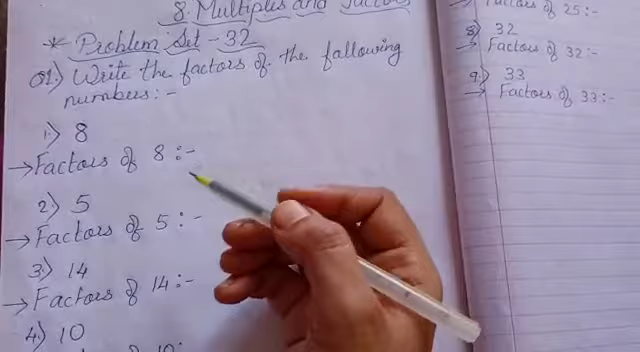 8. Multiples and Factors
* Problem Set - 32
Q1.) Write the factors of the fallowing
numbers:-
1.) 8
→ Factors of 8 :-
2.) 5
→ Factors of 5 :-
3.) 14
→ Factors of 14 :-
4.) 10
Factors of 25 :-
8) 32
→ Factors of 32 :-
9.) 33
→ Factors of 33 :-